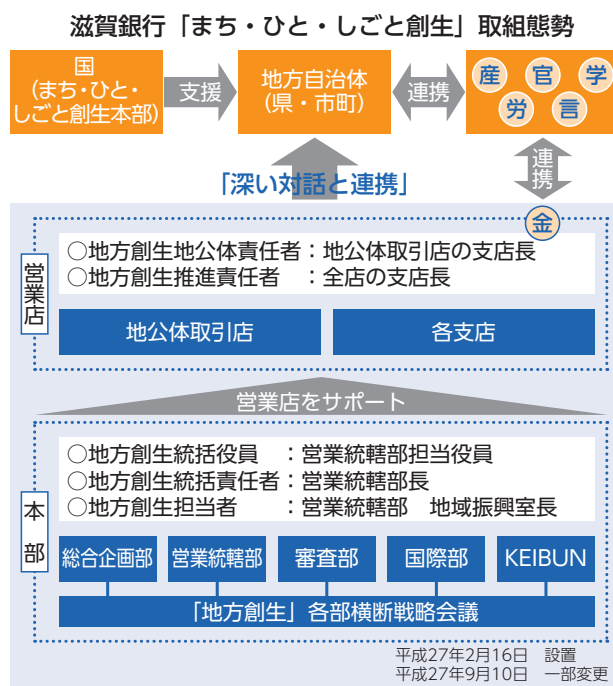 滋賀銀行「まち・ひと・しごと創生」取組態勢
国
(まち・ひと・
しごと創生本部)
支援
地方自治体
(県・市町)
連携
産 官 学
労 言
「深い対話と連携」
連携
金
営業店
○地方創生地公体責任者：地公体取引店の支店長
○地方創生推進責任者　：全店の支店長
地公体取引店
各支店
営業店をサポート
本部
○地方創生統括役員　：営業統轄部担当役員
○地方創生統括責任者：営業統轄部長
○地方創生担当者　　：営業統轄部　地域振興室長
総合企画部
営業統轄部
審査部
国際部
KEIBUN
「地方創生」各部横断戦略会議
平成27年2月16日　設置
平成27年9月10日　一部変更